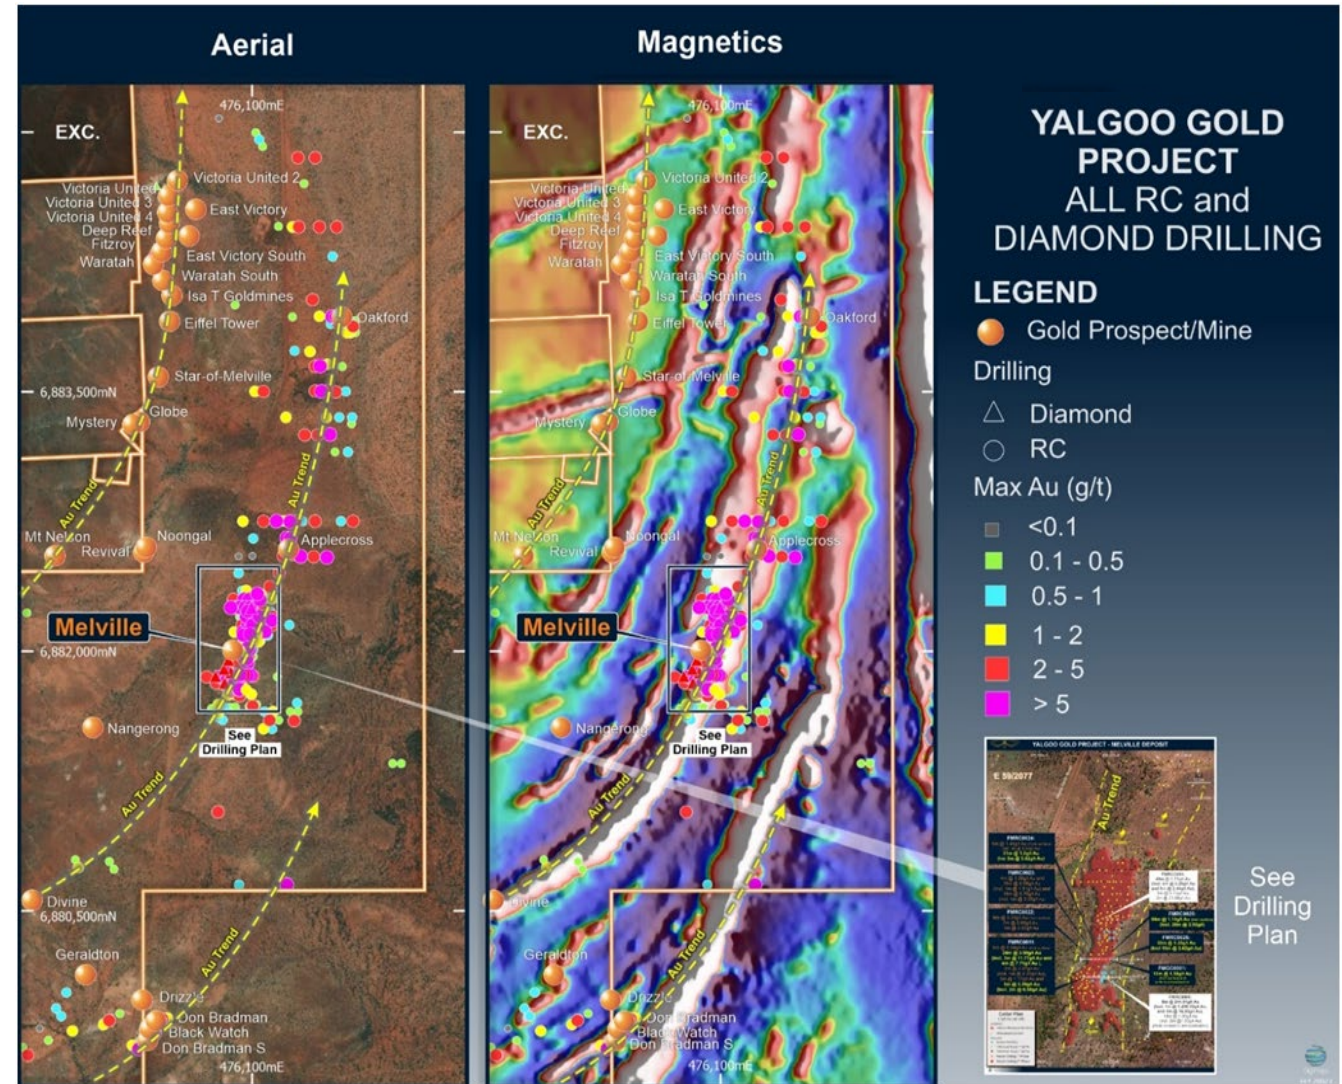 Aerial
476,100mE
EXC.
Victoria United 2
Victoria United
Victoria United 3
East Victory
Victoria United 4
Deep Reef
Fitzroy
East Victory South
Waratah
Waratah South
Isa T Goldmines
Oakford
Eiffel Tower
Star-of-Melville
6,883,500mN
Globe
Mystery
Au Trend
Au Trend
Mt Nelson
Noongal
Revival
Applecross
Melville
6,882,000mN
Nangerong
See
Drilling Plan
Au Trend
Divine
6,880,500mN
Au Trend
Geraldton
Drizzle
Don Bradman
Black Watch
Don Bradman S
476,100mE
Magnetics
476,100mE
EXC.
Victoria United 2
Victoria United
Victoria United 3
East Victory
Victoria United 4
Deep Reef
Fitzroy
East Victory South
Waratah
Waratah South
Isa T Goldmines
Oakford
Eiffel Tower
Star-of-Melville
Globe
Mystery
Au Trend
Au Trend
Mt Nelson
Noongal
Revival
Applecross
Melville
Nangerong
See
Drilling Plan
Au Trend
Divine
Au Trend
Geraldton
Drizzle
Don Bradman
Black Watch
Don Bradman S
476,100mE
YALGOO GOLD
PROJECT
ALL RC and
DIAMOND DRILLING
LEGEND
Gold Prospect/Mine
Drilling
Diamond
RC
Max Au (g/t)
<0.1
0.1 - 0.5
0.5 - 1
1 - 2
2 - 5
> 5
YALGOO GOLD PROJECT - MELVILLE DEPOSIT
E 59/2077
Au Trend
See
Drilling
Plan